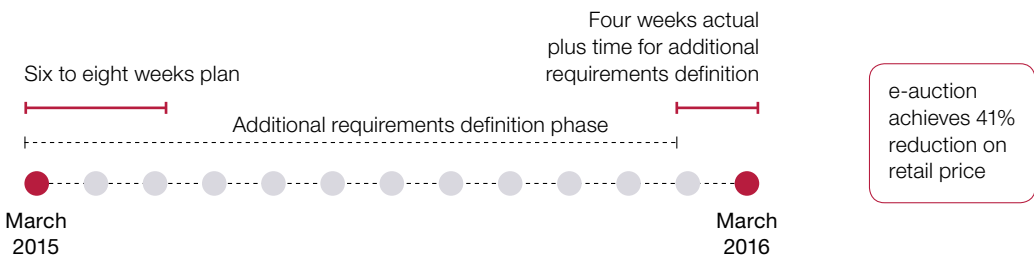 Four weeks actual
plus time for additional
requirements definition
Six to eight weeks plan
Additional requirements definition phase
March
2015
March
2016
e-auction
achieves 41%
reduction on
retail price